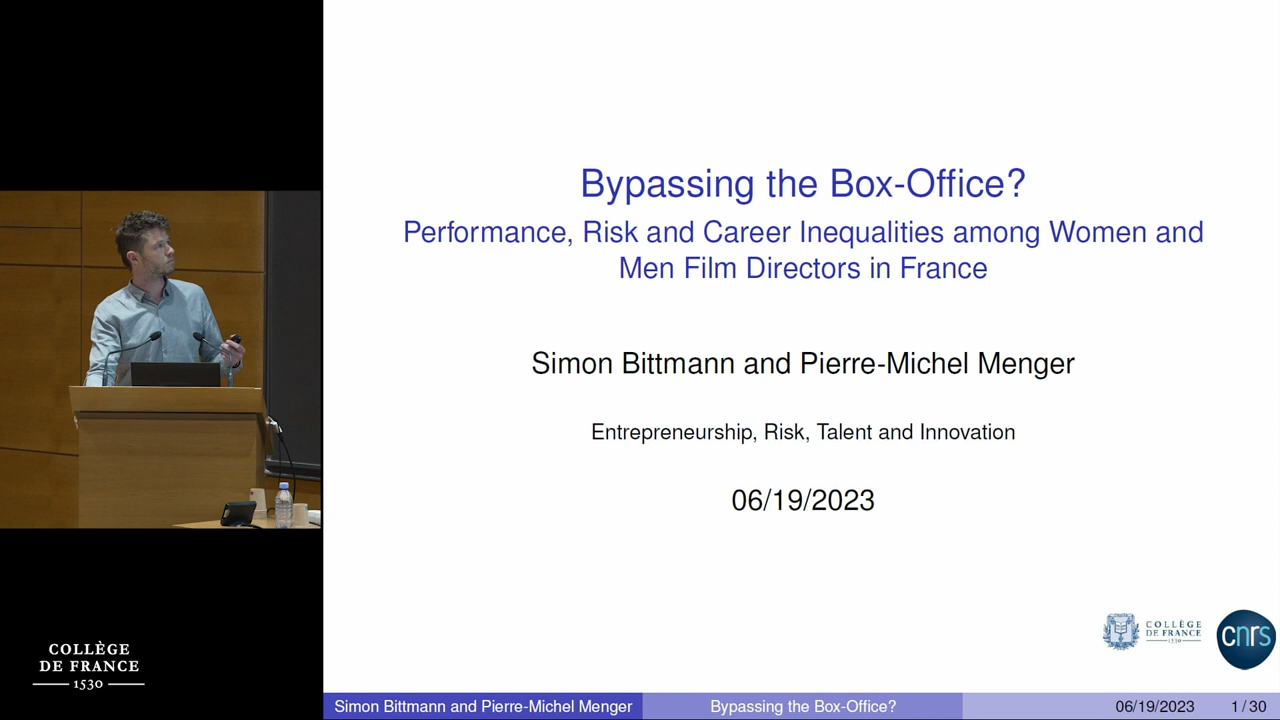 Bypassing the Box-Office?
Performance, Risk and Career Inequalities among Women and
Men Film Directors in France
Simon Bittmann and Pierre-Michel Menger
Entrepreneurship, Risk, Talent and Innovation
06/19/2023
COLLÈGE
DE FRANCE
1530
cnrs
COLLÈGE
DE FRANCE
1530
Simon Bittmann and Pierre-Michel Menger
Bypassing the Box-Office?
06/19/2023
1 / 30